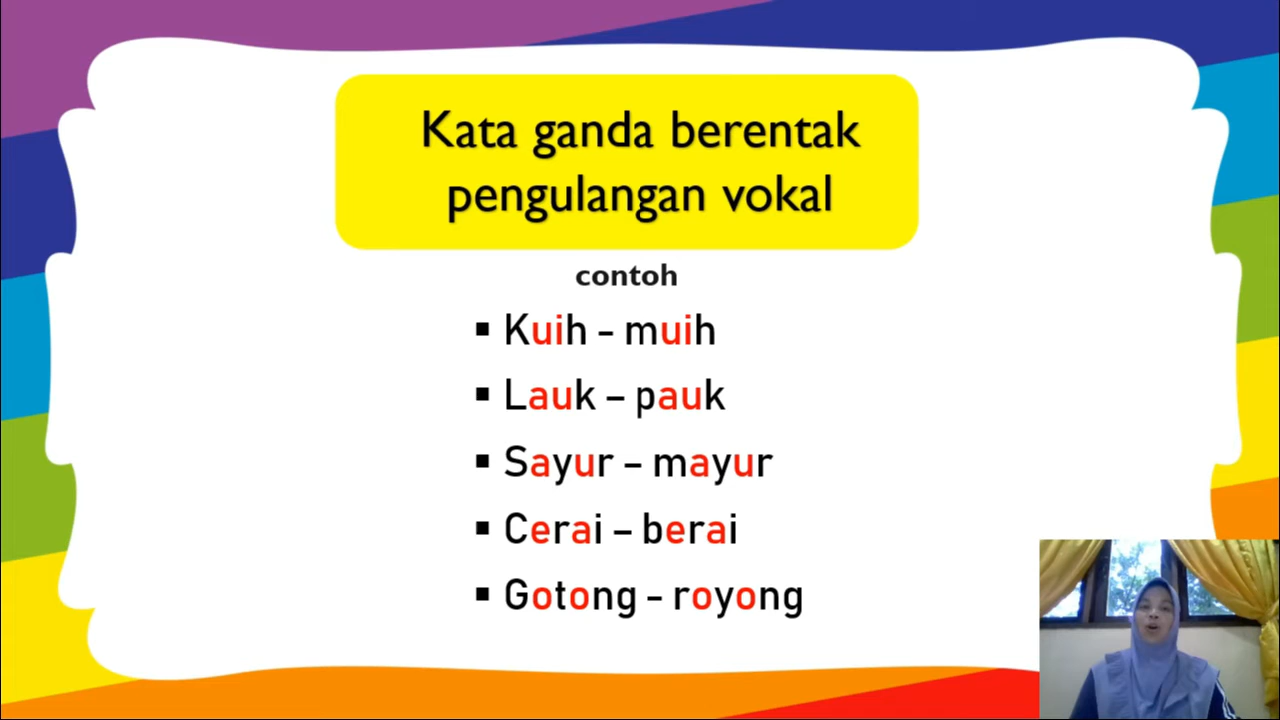 Kata ganda berentak
pengulangan vokal
contoh
▪ Kuih – muih
▪ Lauk – pauk
▪ Sayur – mayur
▪ Cerai – berai
▪ Gotong – royong